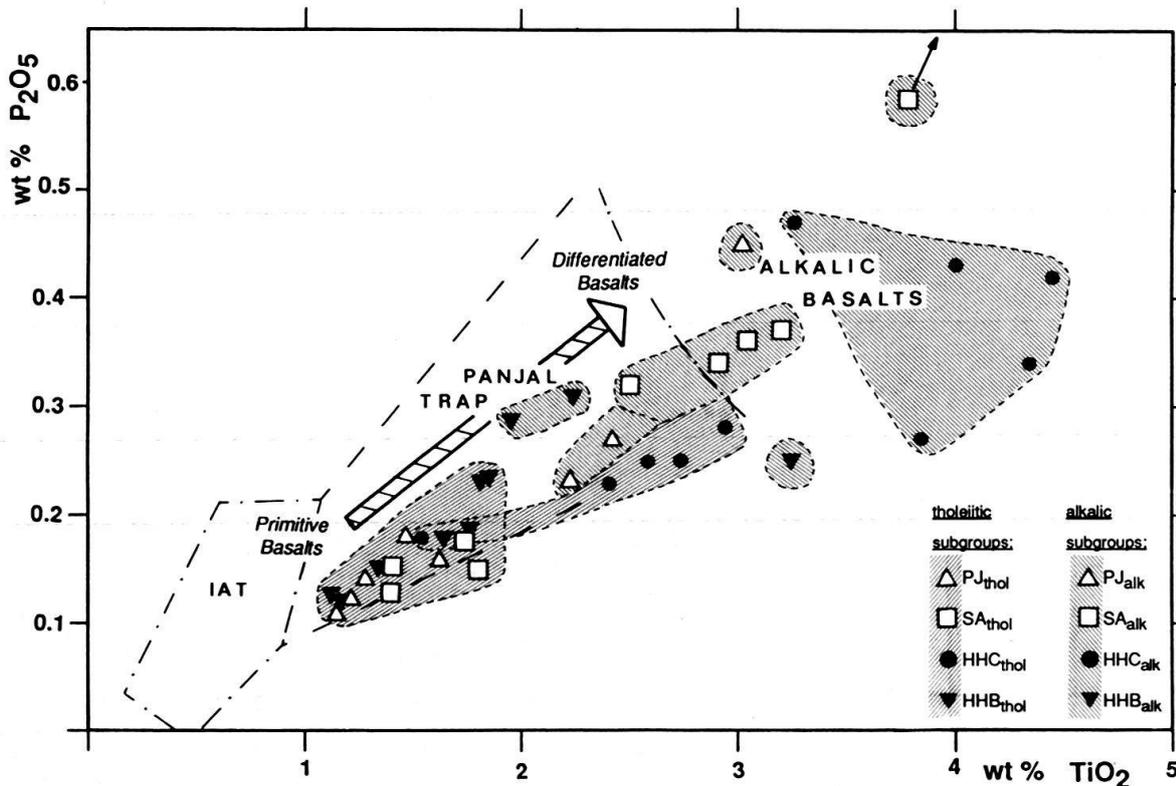 wt % P₂O₅
0.6
0.5
0.4
0.3
0.2
0.1
Differentiated
Basalts
ALKALIC
BASALTS
PANJAL
TRAP
Primitive
Basalts
IAT
tholeiitic
subgroups:
PJthol
SAthol
HHCthol
HHBthol
alkalic
subgroups:
PJalk
SAalk
HHCalk
HHBalk
1
2
3
4
5
wt % TiO₂